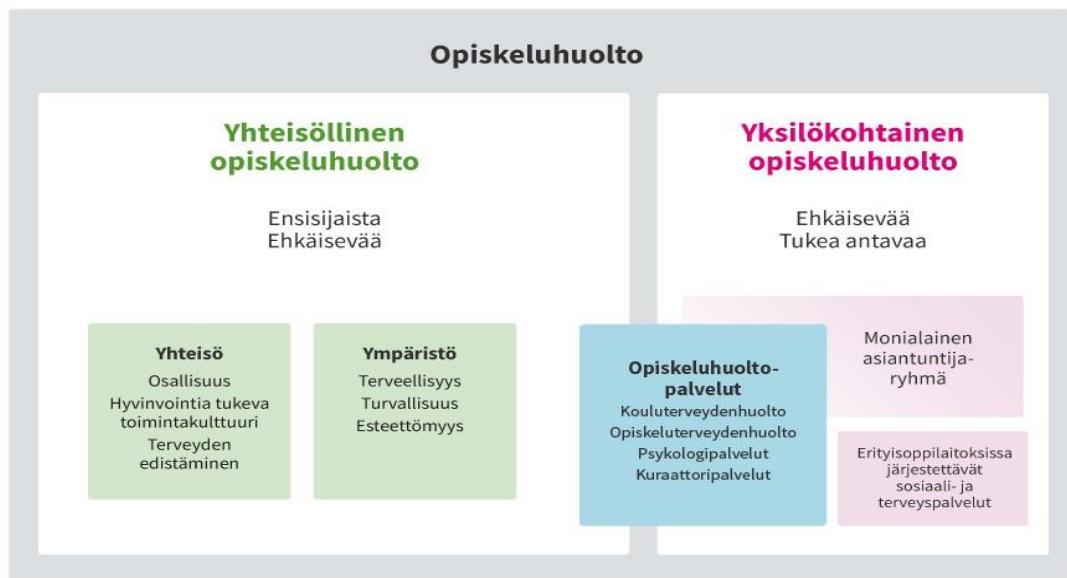 Opiskeluhuolto
Yhteisöllinen
opiskeluhuolto
Ensisijaista
Ehkäisevää
Yhteisö
Osallisuus
Hyvinvointia tukeva
toimintakulttuuri
Terveyden
edistäminen
Ympäristö
Terveellisyys
Turvallisuus
Esteettömyys
Opiskeluhuolto-
palvelut
Kouluterveydenhuolto
Opiskeluterveydenhuolto
Psykologipalvelut
Kuraattoripalvelut
Yksilökohtainen
opiskeluhuolto
Ehkäisevää
Tukea antavaa
Monialainen
asiantuntija-
ryhmä
Erityisoppilaitoksissa
järjestettävät
sosiaali- ja
terveyspalvelut